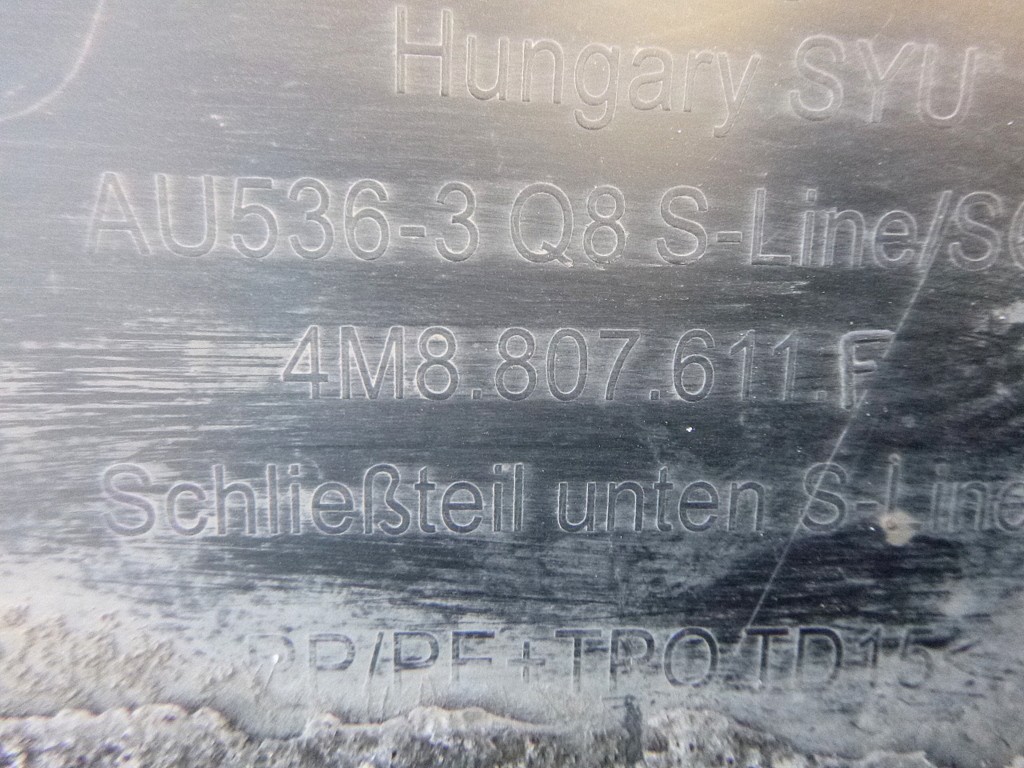 Hungary SYU
AU536-3 Q8 S-Line/S
4M8.807.611.F
Schließteil unten S-Line
PP/PE+TPO TD15<